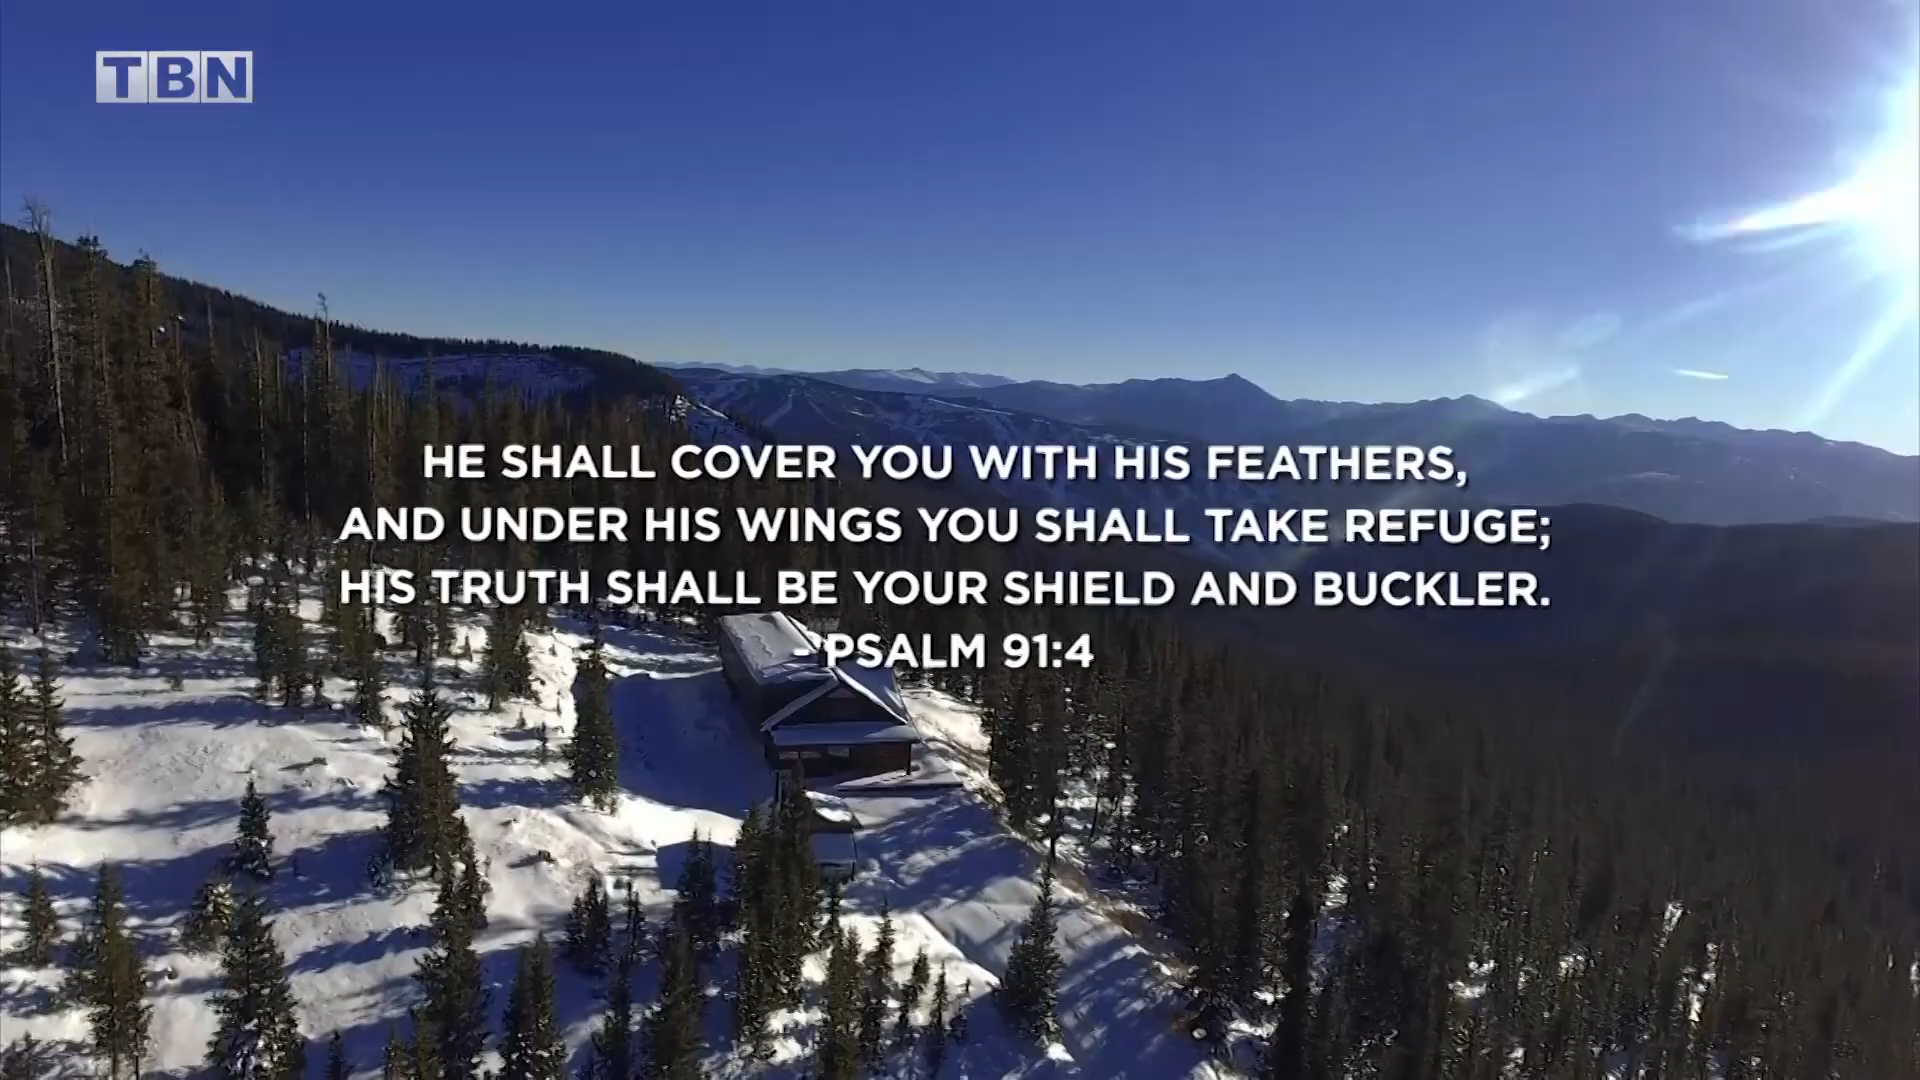 TBN
HE SHALL COVER YOU WITH HIS FEATHERS,
AND UNDER HIS WINGS YOU SHALL TAKE REFUGE;
HIS TRUTH SHALL BE YOUR SHIELD AND BUCKLER.
- PSALM 91:4